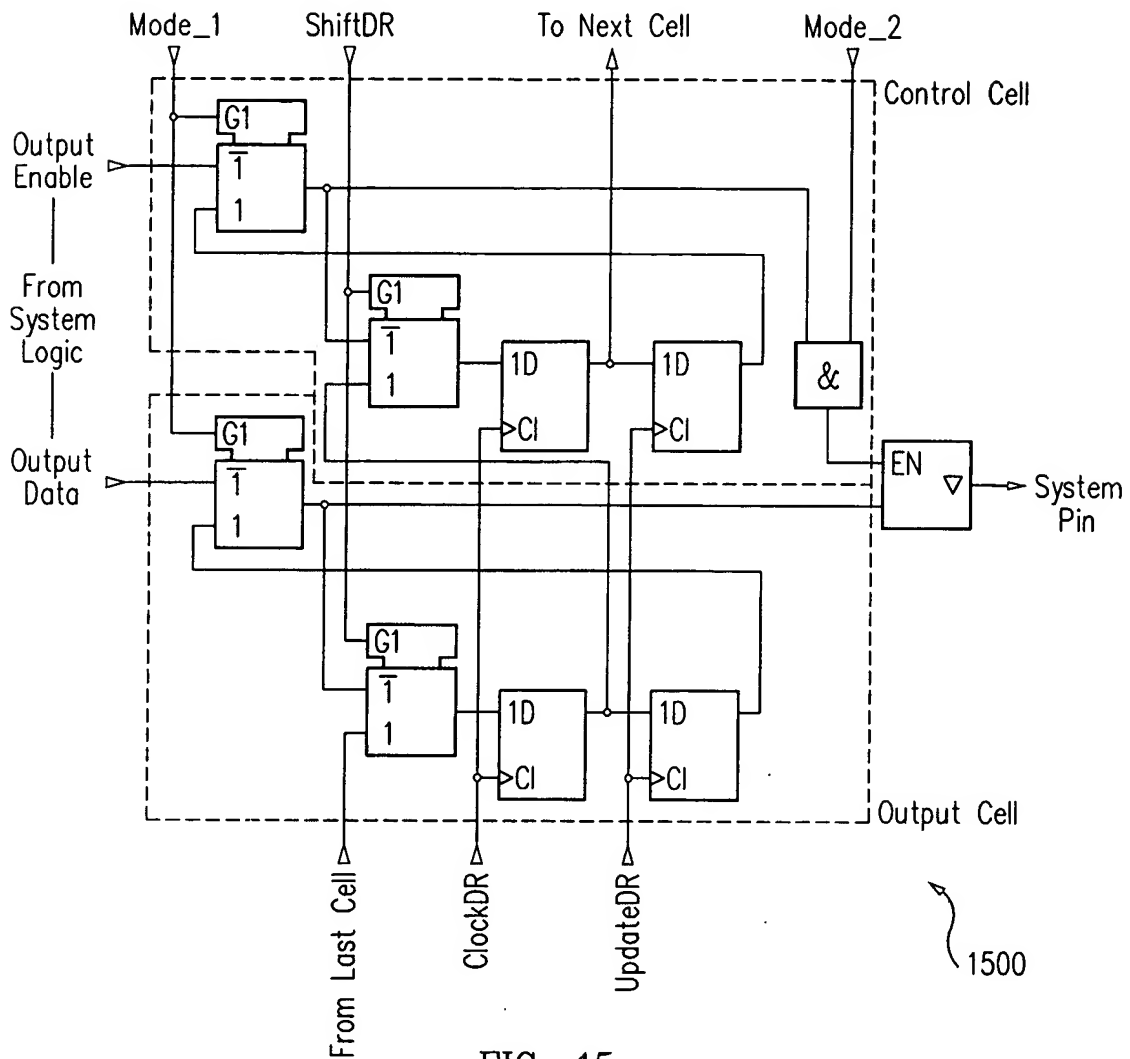 Mode_1
ShiftDR
To Next Cell
Mode_2
Control Cell
G1
Output
Enable
1
1
From
System
Logic
G1
1
1
1D
CI
1D
CI
&
G1
Output
Data
1
1
EN
▽
System
Pin
G1
1
1
1D
CI
1D
CI
Output Cell
From Last Cell
ClockDR
UpdateDR
1500
FIG. 15